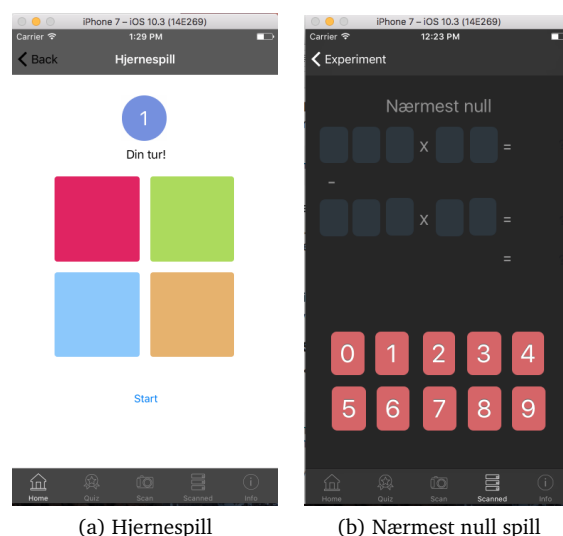 iPhone 7 – iOS 10.3 (14E269)
Carrier 1:29 PM
Back Hjernespill
1
Din tur!
Start
Home Quiz Scan Scanned Info
(a) Hjernespill
iPhone 7 – iOS 10.3 (14E269)
Carrier 12:23 PM
Experiment
Nærmest null
X =
-
X =
=
0 1 2 3 4
5 6 7 8 9
Home Quiz Scan Scanned Info
(b) Nærmest null spill